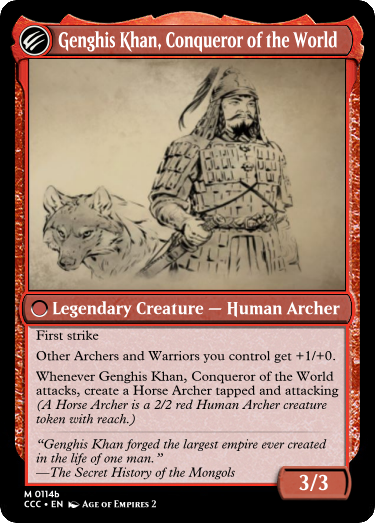 Genghis Khan, Conqueror of the World
Legendary Creature — Human Archer
First strike
Other Archers and Warriors you control get +1/+0.
Whenever Genghis Khan, Conqueror of the World
attacks, create a Horse Archer tapped and attacking
(A Horse Archer is a 2/2 red Human Archer creature
token with reach.)
“Genghis Khan forged the largest empire ever created
in the life of one man.”
—The Secret History of the Mongols
3/3
M 0114b
CCC • EN Age of Empires 2